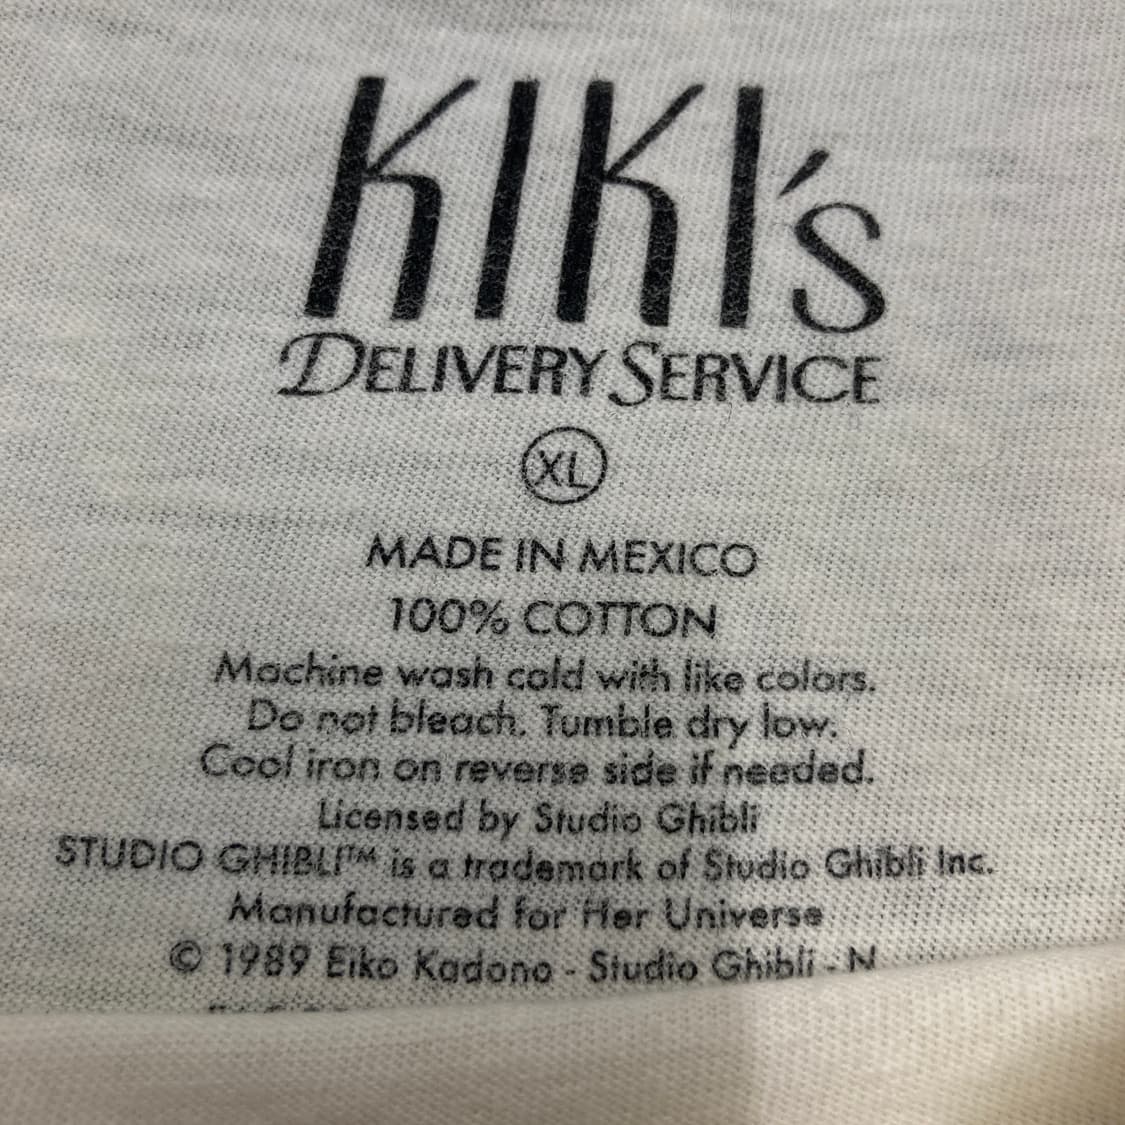 KIKI's
DELIVERY SERVICE
XL
MADE IN MEXICO
100% COTTON
Machine wash cold with like colors.
Do not bleach. Tumble dry low.
Cool iron on reverse side if needed.
Licensed by Studio Ghibli
STUDIO GHIBLI™ is a trademark of Studio Ghibli Inc.
Manufactured for Her Universe
© 1989 Eiko Kadono - Studio Ghibli - N